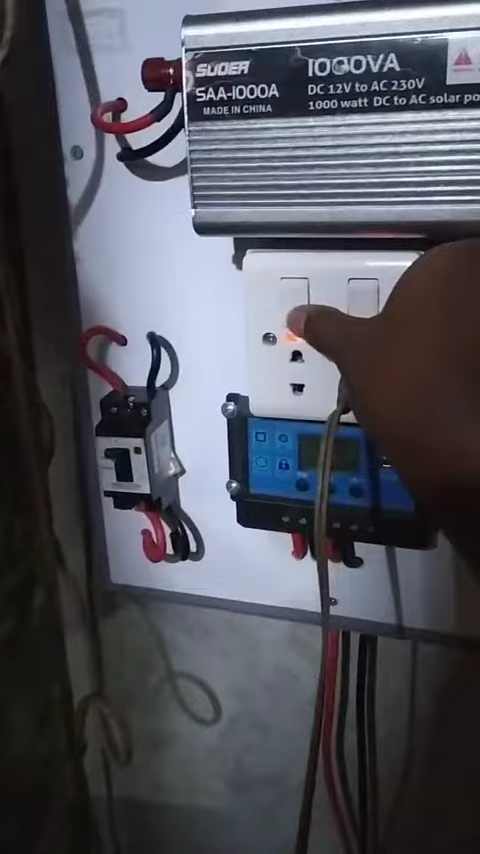 SUOER
SAA-1000A
MADE IN CHINA
1000VA
DC 12V to AC 230V
1000 watt DC to AC solar po